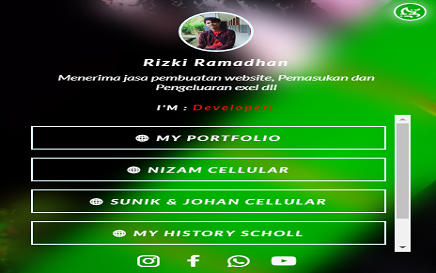 Rizki Ramadhan
Menerima jasa pembuatan website, Pemasukan dan
Pengeluaran exel dll
I'M : Developer
MY PORTFOLIO
NIZAM CELLULAR
SUNIK & JOHAN CELLULAR
MY HISTORY SCHOLL